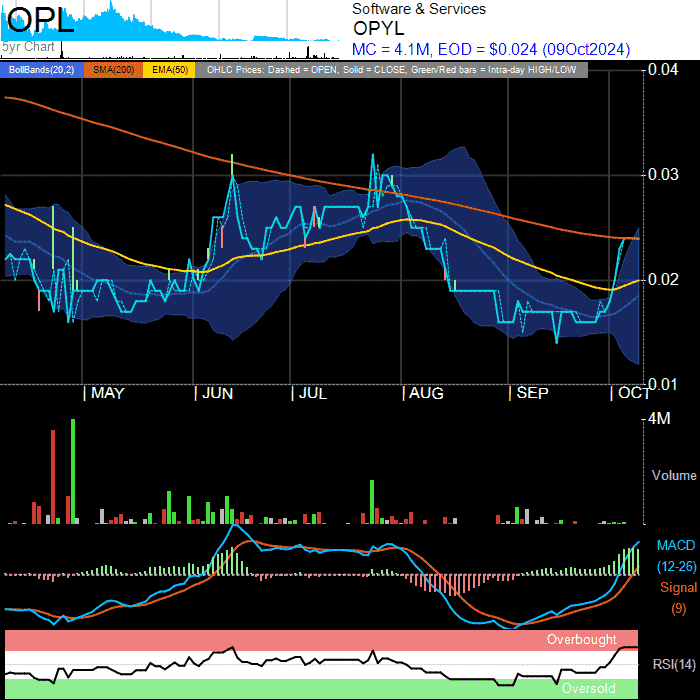 OPL
5yr Chart
Software & Services
OPYL
MC = 4.1M, EOD = $0.024 (09Oct2024)
BollBands(20,2) SMA(200) EMA(50) OHLC Prices: Dashed = OPEN, Solid = CLOSE, Green/Red bars = Intra-day HIGH/LOW
0.04
0.03
0.02
0.01
| MAY | JUN | JUL | AUG | SEP | OCT
4M
Volume
MACD
(12-26)
Signal
(9)
Overbought
RSI(14)
Oversold